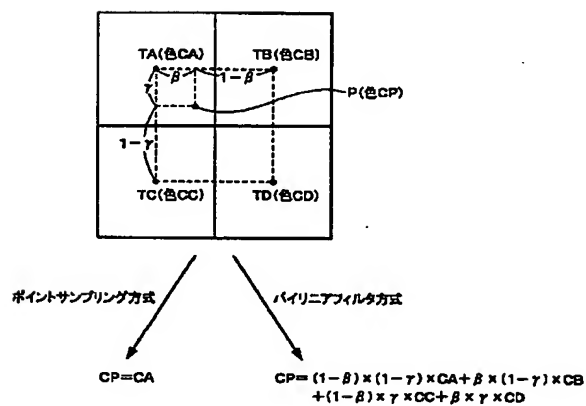 TA(色CA) TB(色CB)
β 1−β
γ
P(色CP)
1−γ
TC(色CC) TD(色CD)
ポイントサンプリング方式 バイリニアフィルタ方式
CP=CA CP=(1−β)×(1−γ)×CA+β×(1−γ)×CB
+(1−β)×γ×CC+β×γ×CD